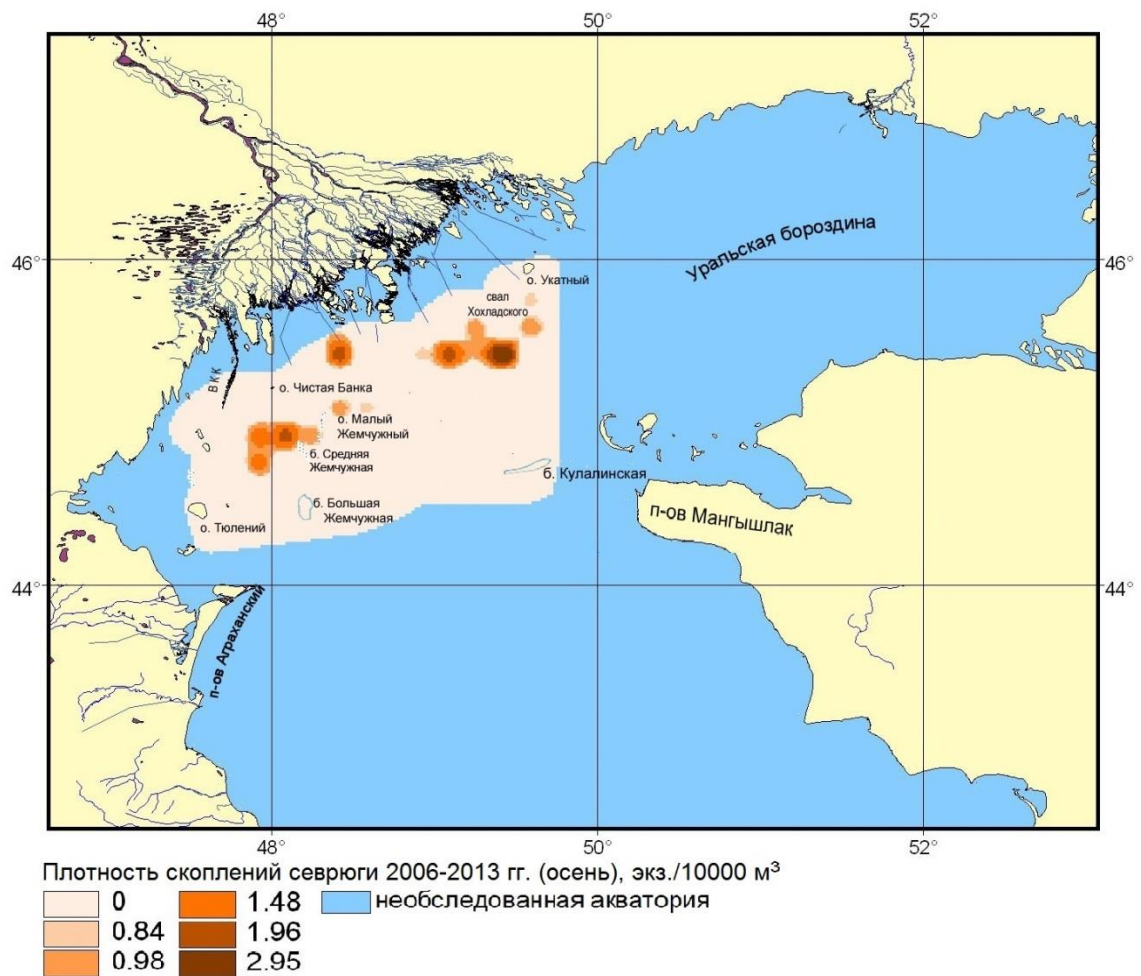 48° 50° 52°
46° 46°
Уральская бороздина
о. Укатный
свал
Хохладского
ВКК
о. Чистая Банка
о. Малый
Жемчужный
б. Средняя
Жемчужная
б. Кулалинская
б. Большая
Жемчужная
о. Тюлений
п-ов Мангышлак
44° 44°
п-ов Аграханский
48° 50° 52°
Плотность скоплений севрюги 2006-2013 гг. (осень), экз./10000 м³
0 1.48 необследованная акватория
0.84 1.96
0.98 2.95